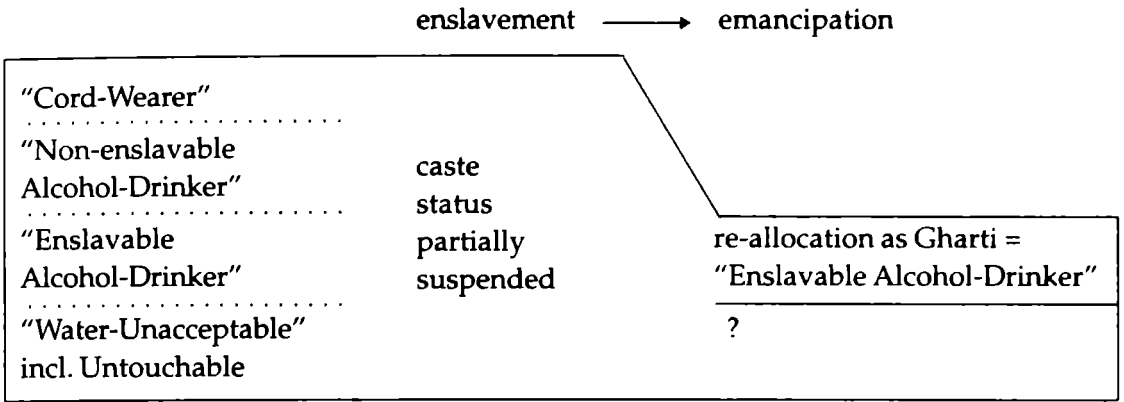 enslavement ⟶ emancipation
"Cord-Wearer"
"Non-enslavable
Alcohol-Drinker"
"Enslavable
Alcohol-Drinker"
"Water-Unacceptable"
incl. Untouchable
caste
status
partially
suspended
re-allocation as Gharti =
"Enslavable Alcohol-Drinker"
?